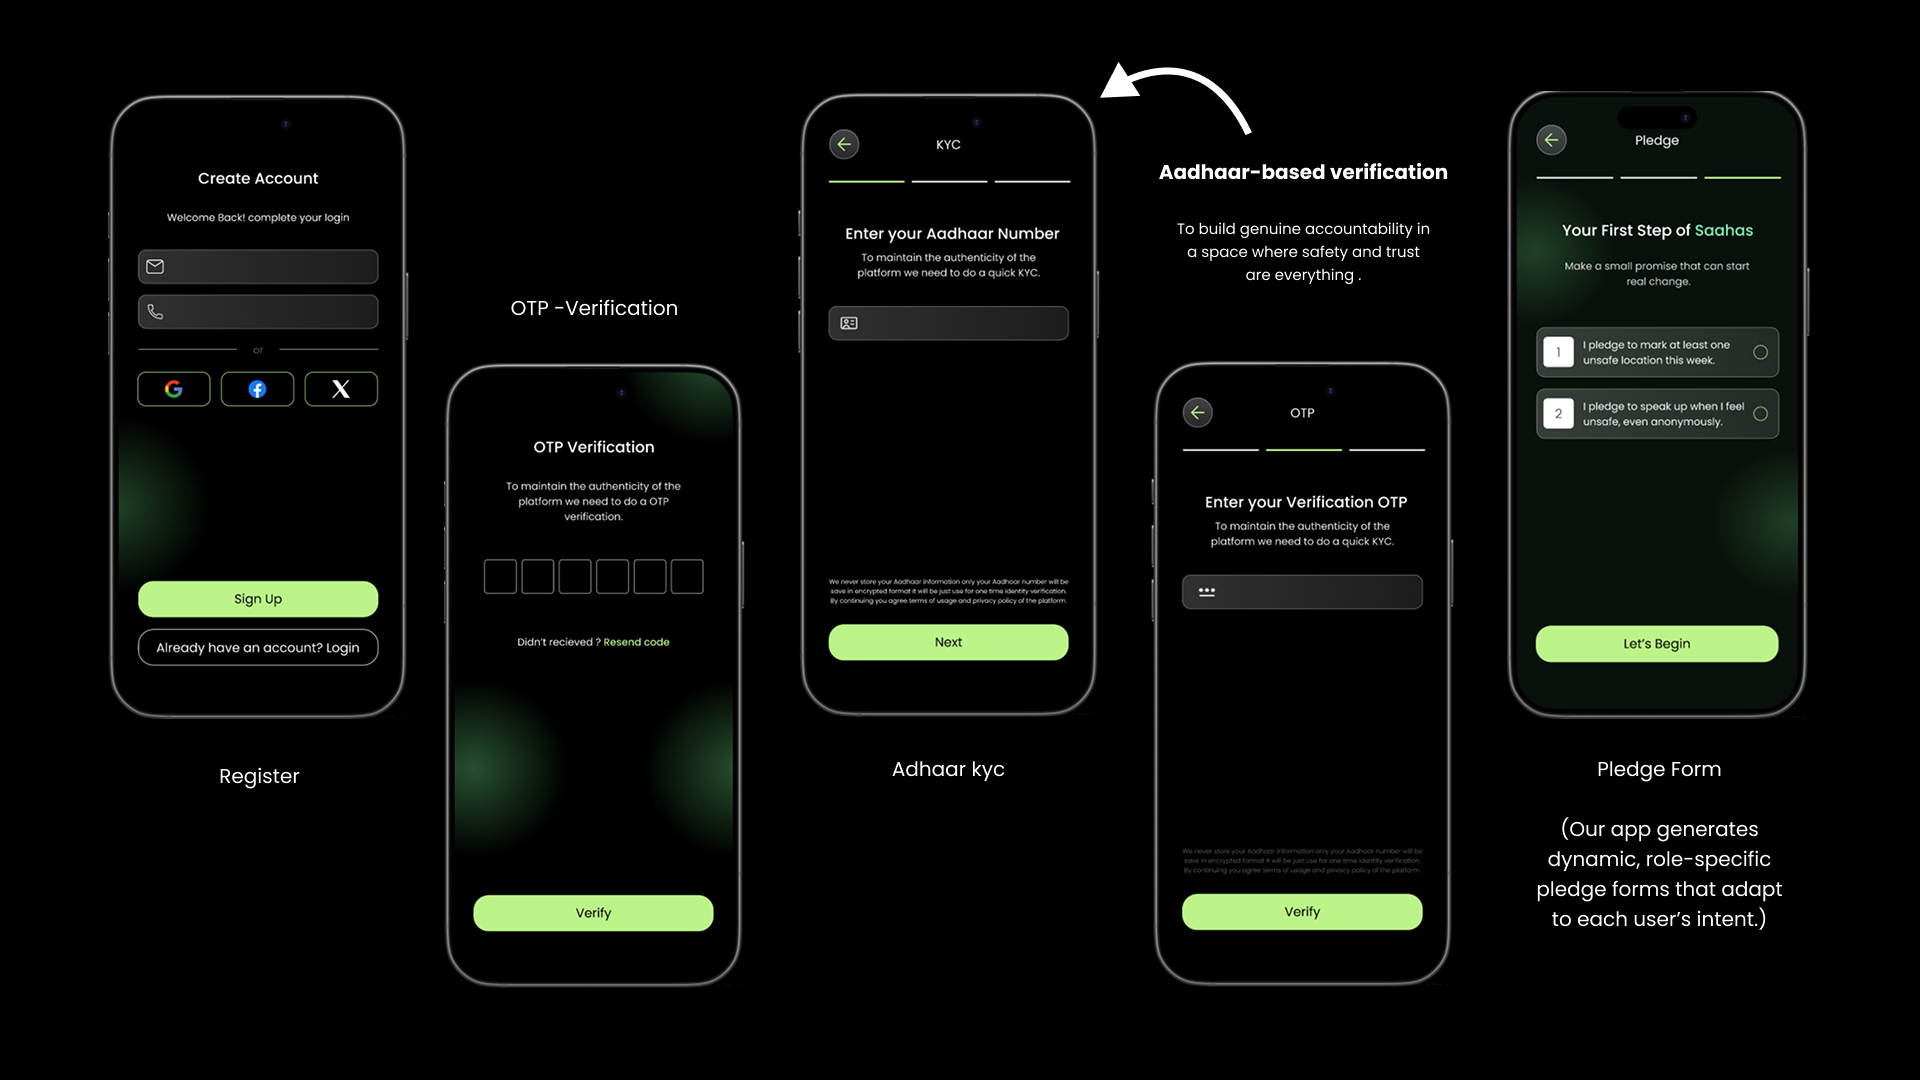 Create Account
Welcome Back! complete your login
or
Sign Up
Already have an account? Login
Register
OTP -Verification
OTP Verification
To maintain the authenticity of the
platform we need to do a OTP
verification.
Didn't recieved ? Resend code
Verify
KYC
Enter your Aadhaar Number
To maintain the authenticity of the
platform we need to do a quick KYC.
We never store your Aadhaar information only your Aadhaar number will be
save in encrypted format it will be just use for one time identity verification.
By continuing you agree terms of usage and privacy policy of the platform.
Next
Adhaar kyc
Aadhaar-based verification
To build genuine accountability in
a space where safety and trust
are everything .
OTP
Enter your Verification OTP
To maintain the authenticity of the
platform we need to do a quick KYC.
We never store your Aadhaar information only your Aadhaar number will be
save in encrypted format it will be just use for one time identity verification.
By continuing you agree terms of usage and privacy policy of the platform.
Verify
Pledge
Your First Step of Saahas
Make a small promise that can start
real change.
1
I pledge to mark at least one
unsafe location this week.
2
I pledge to speak up when I feel
unsafe, even anonymously.
Let's Begin
Pledge Form
(Our app generates
dynamic, role-specific
pledge forms that adapt
to each user's intent.)